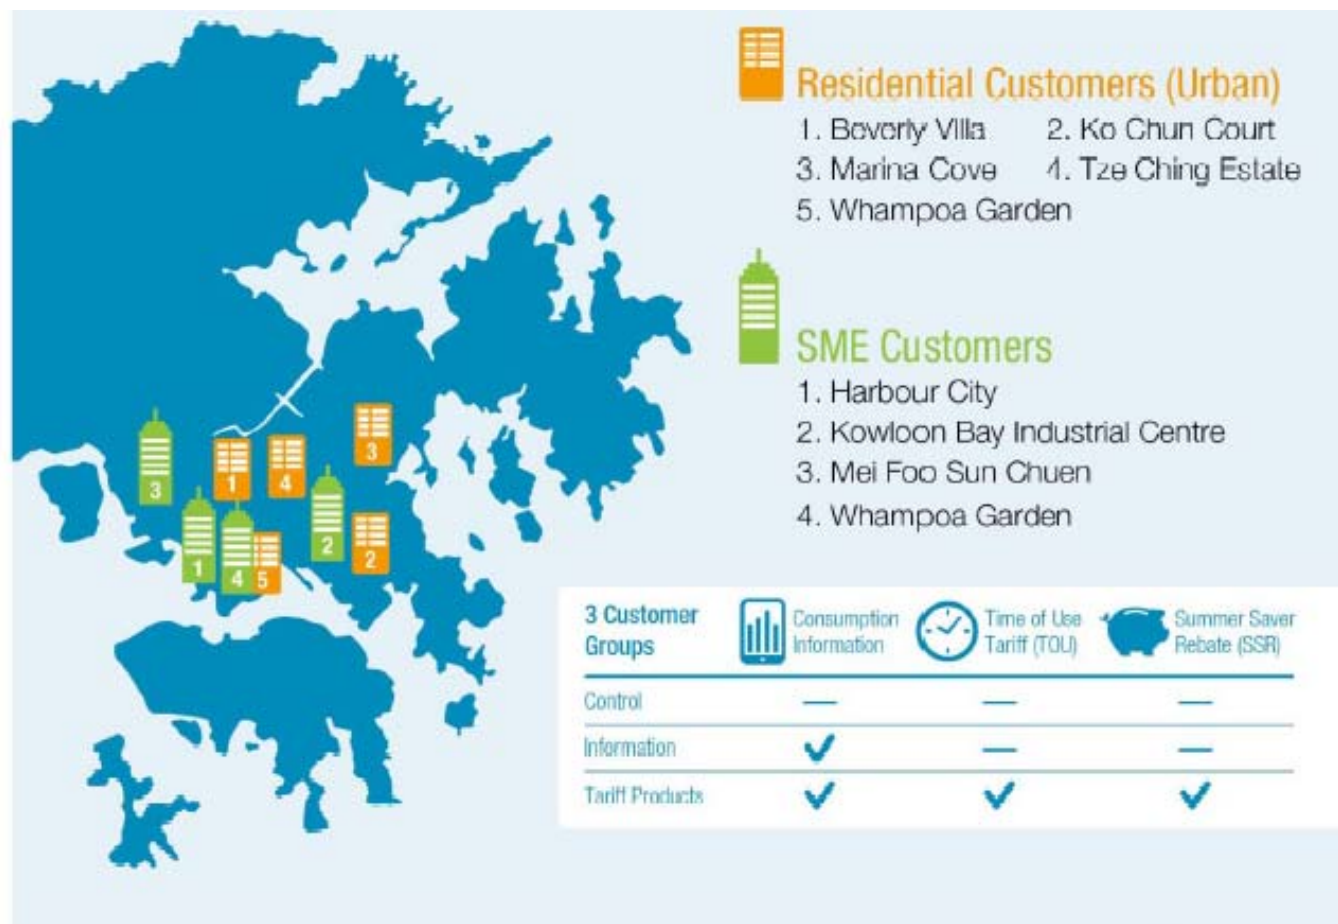 Residential Customers (Urban)
1. Beverly Villa 2. Ko Chun Court
3. Marina Cove 4. Tze Ching Estate
5. Whampoa Garden
SME Customers
1. Harbour City
2. Kowloon Bay Industrial Centre
3. Mei Foo Sun Chuen
4. Whampoa Garden
3
3
1
4
2
2
1
4
5
3 Customer Groups
Consumption Information
Time of Use Tariff (TOU)
Summer Saver Rebate (SSR)
Control — — —
Information ✓ — —
Tariff Products ✓ ✓ ✓